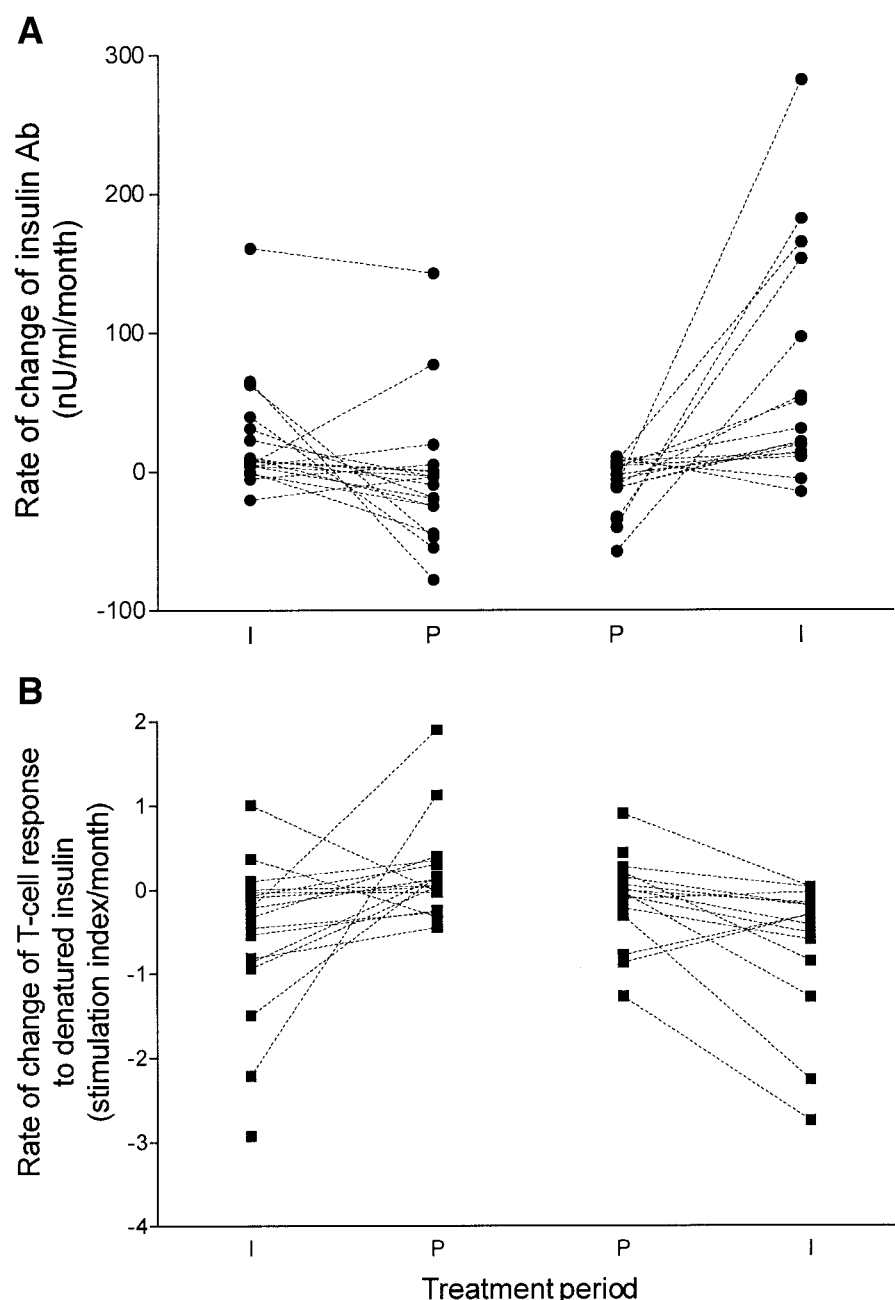 A
Rate of change of insulin Ab
(nU/ml/month)
300
200
100
0
-100
I P P I
B
Rate of change of T-cell response
to denatured insulin
(stimulation index/month)
2
1
0
-1
-2
-3
-4
I P P I
Treatment period